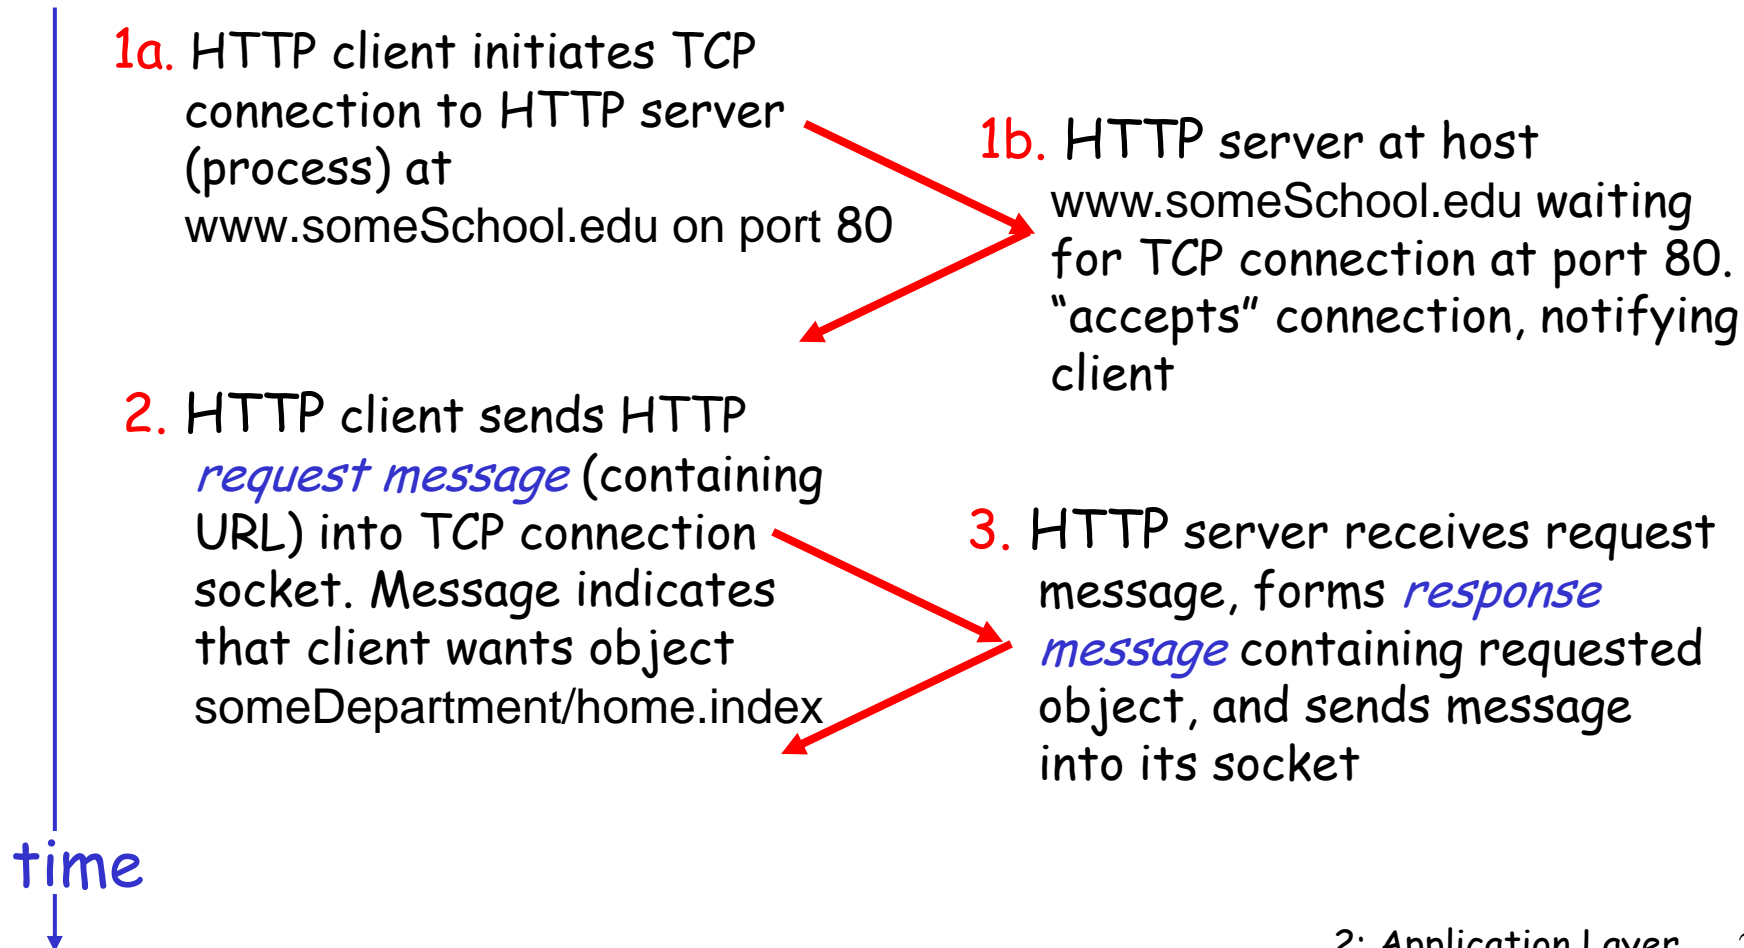 1a. HTTP client initiates TCP
connection to HTTP server
(process) at
www.someSchool.edu on port 80
1b. HTTP server at host
www.someSchool.edu waiting
for TCP connection at port 80.
“accepts” connection, notifying
client
2. HTTP client sends HTTP
request message (containing
URL) into TCP connection
socket. Message indicates
that client wants object
someDepartment/home.index
3. HTTP server receives request
message, forms response
message containing requested
object, and sends message
into its socket
time
2: Application Layer